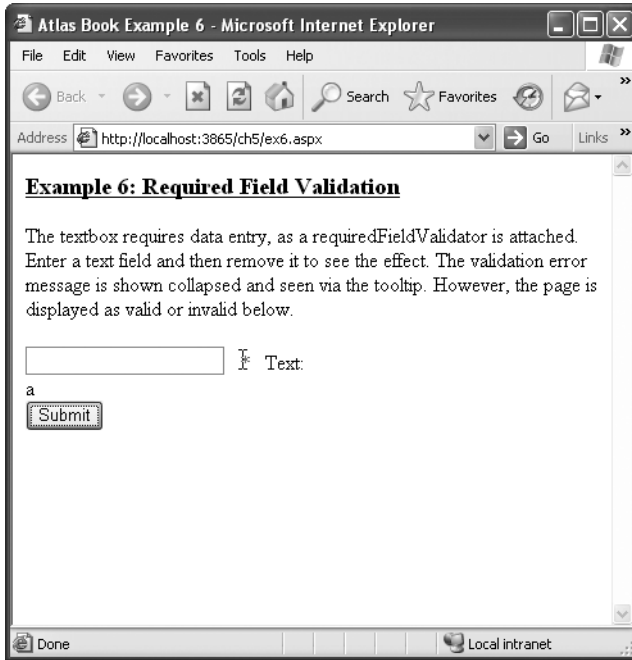 Atlas Book Example 6 - Microsoft Internet Explorer
File Edit View Favorites Tools Help
Back Search Favorites »
Address http://localhost:3865/ch5/ex6.aspx Go Links »
Example 6: Required Field Validation
The textbox requires data entry, as a requiredFieldValidator is attached.
Enter a text field and then remove it to see the effect. The validation error
message is shown collapsed and seen via the tooltip. However, the page is
displayed as valid or invalid below.
* Text:
a
Submit
Done Local intranet